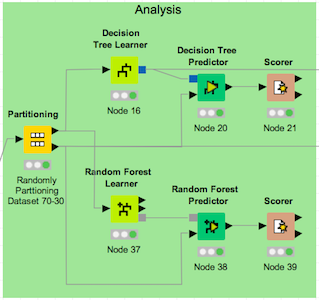 Analysis
Decision
Tree Learner
Node 16
Decision Tree
Predictor
Node 20
Scorer
Node 21
Partitioning
Randomly
Parttioning
Dataset 70-30
Random Forest
Learner
Node 37
Random Forest
Predictor
Node 38
Scorer
Node 39